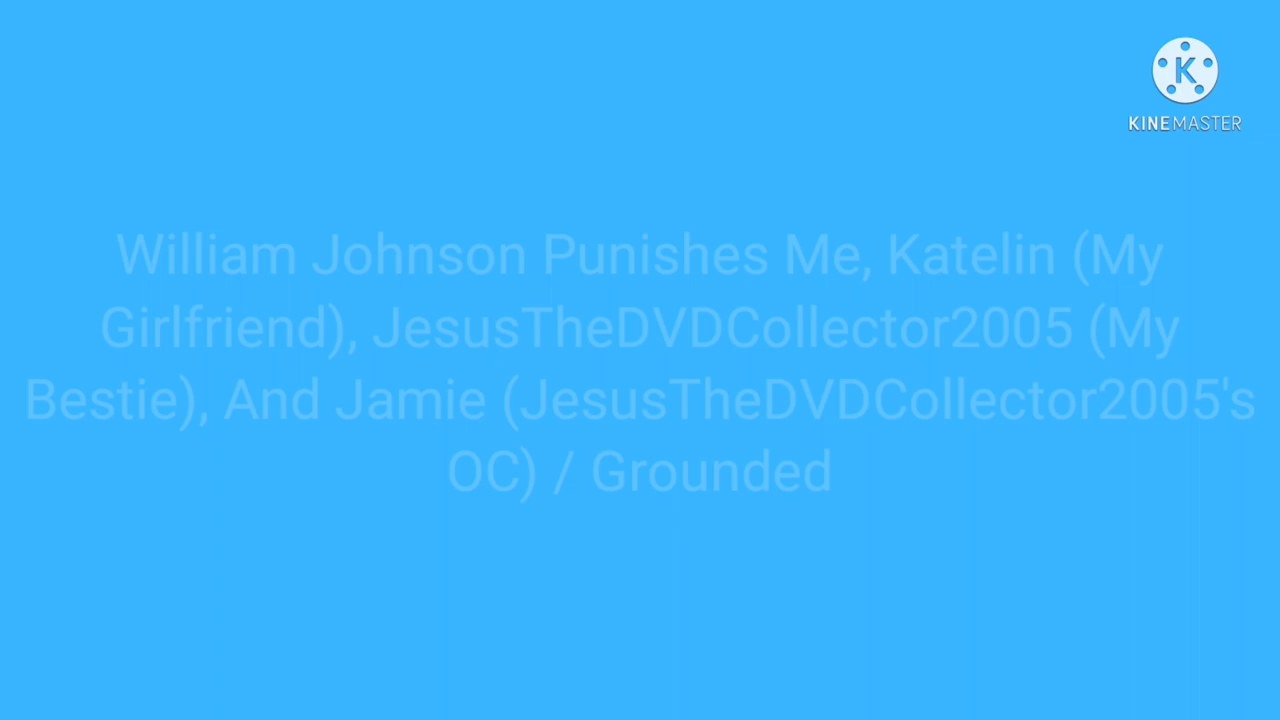 KINEMASTER
William Johnson Punishes Me, Katelin (My
Girlfriend), JesusTheDVDCollector2005 (My
Bestie), And Jamie (JesusTheDVDCollector2005's
OC) / Grounded